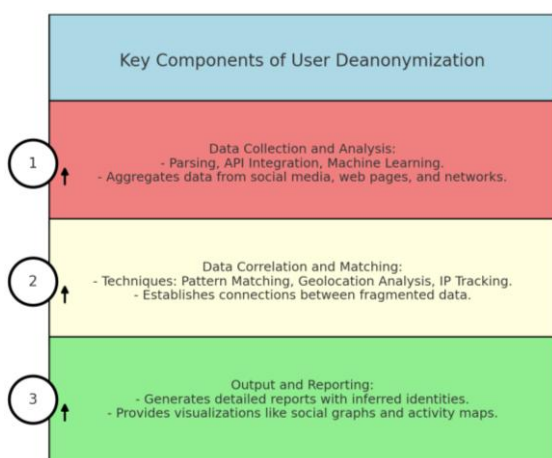 Key Components of User Deanonymization
1
Data Collection and Analysis:
- Parsing, API Integration, Machine Learning.
- Aggregates data from social media, web pages, and networks.
2
Data Correlation and Matching:
- Techniques: Pattern Matching, Geolocation Analysis, IP Tracking.
- Establishes connections between fragmented data.
3
Output and Reporting:
- Generates detailed reports with inferred identities.
- Provides visualizations like social graphs and activity maps.